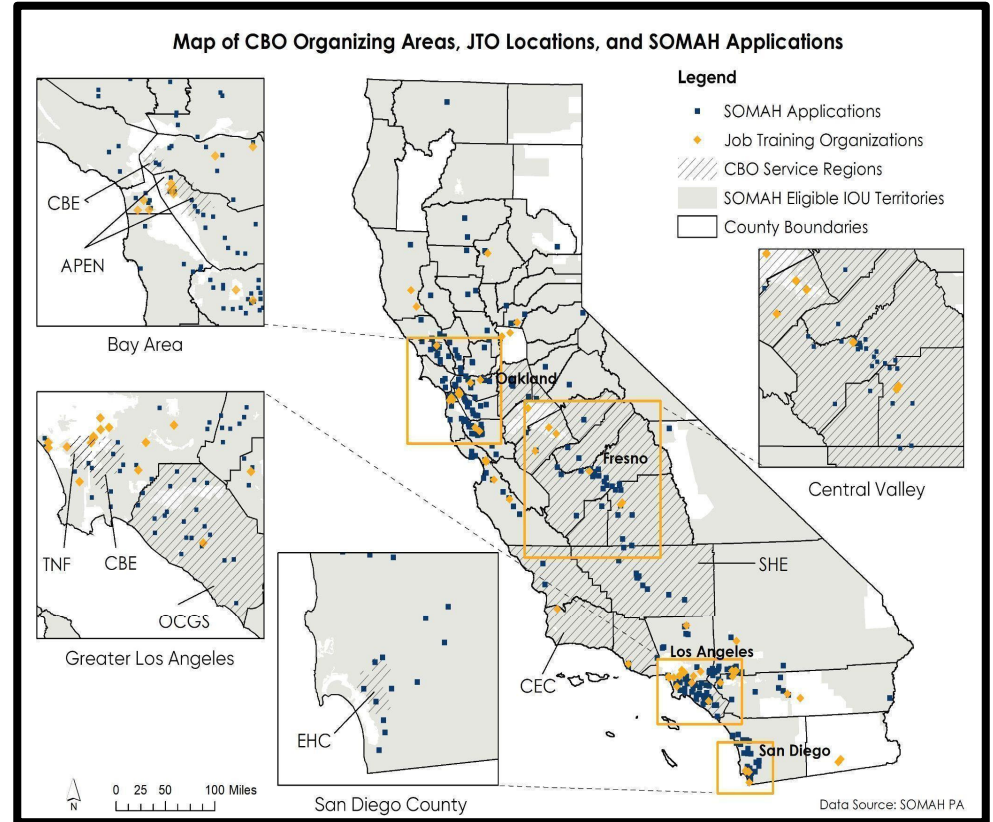 Map of CBO Organizing Areas, JTO Locations, and SOMAH Applications
Legend
SOMAH Applications
Job Training Organizations
CBO Service Regions
SOMAH Eligible IOU Territories
County Boundaries
CBE
APEN
Bay Area
Oakland
Fresno
Central Valley
TNF
CBE
OCGS
Greater Los Angeles
SHE
CEC
Los Angeles
EHC
San Diego
San Diego County
N
0 25 50 100 Miles
Data Source: SOMAH PA